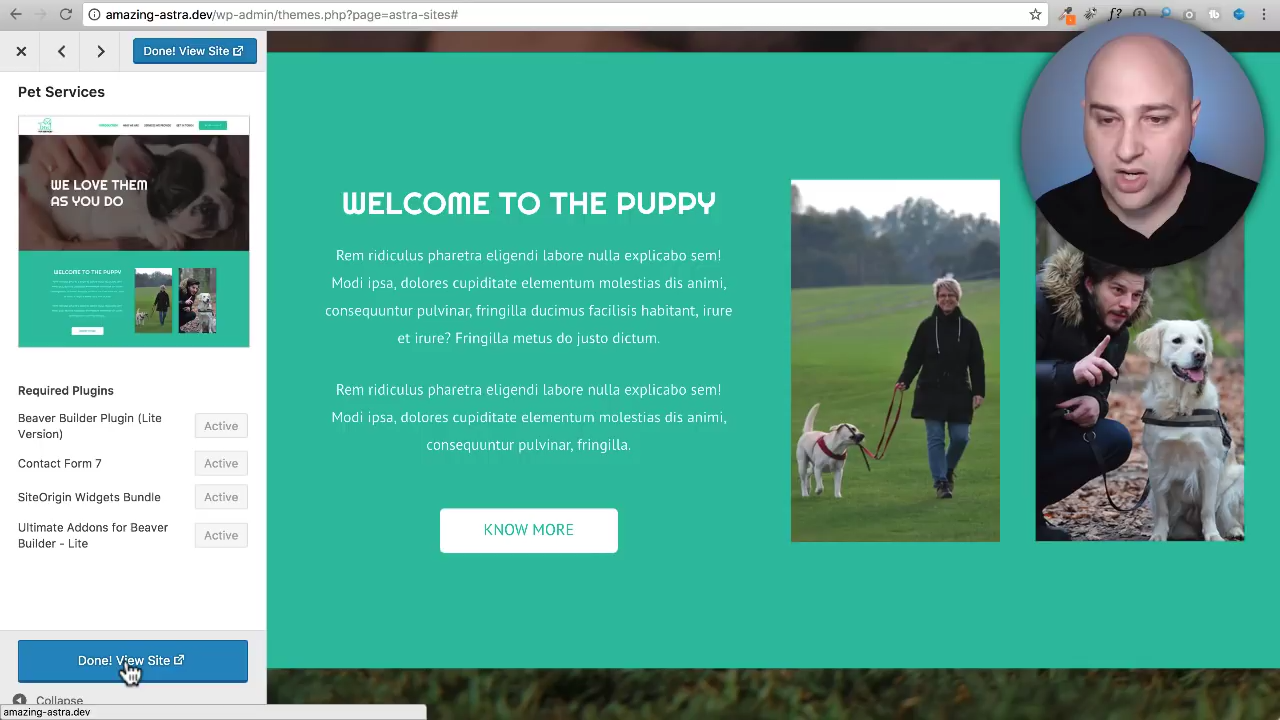 amazing-astra.dev/wp-admin/themes.php?page=astra-sites#
Done! View Site
Pet Services
WE LOVE THEM
AS YOU DO
WELCOME TO THE PUPPY
Required Plugins
Beaver Builder Plugin (Lite
Version)
Active
Contact Form 7
Active
SiteOrigin Widgets Bundle
Active
Ultimate Addons for Beaver
Builder - Lite
Active
Done! View Site
Collapse
amazing-astra.dev
WELCOME TO THE PUPPY
Rem ridiculus pharetra eligendi labore nulla explicabo sem!
Modi ipsa, dolores cupiditate elementum molestias dis animi,
consequuntur pulvinar, fringilla ducimus facilisis habitant, irure
et irure? Fringilla metus do justo dictum.
Rem ridiculus pharetra eligendi labore nulla explicabo sem!
Modi ipsa, dolores cupiditate elementum molestias dis animi,
consequuntur pulvinar, fringilla.
KNOW MORE